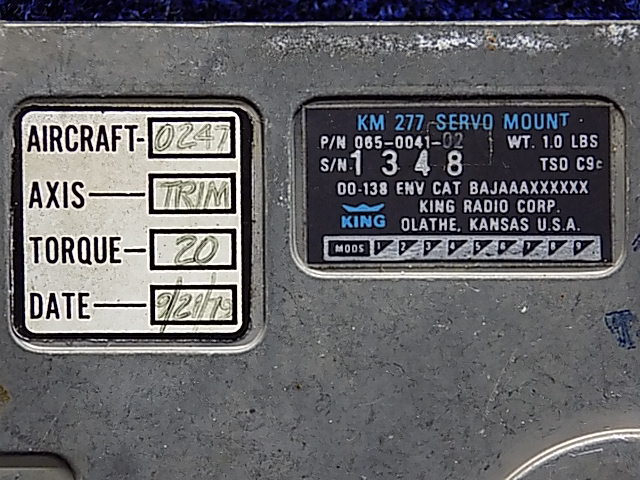 AIRCRAFT- 0247
AXIS TRIM
TORQUE- 20
DATE 9/21/79
KM 277 SERVO MOUNT
P/N 065-0041-02 WT. 1.0 LBS
S/N 1348 TSO C9c
DO-138 ENV CAT BAJAAAXXXXXX
KING KING RADIO CORP.
OLATHE, KANSAS U.S.A.
MODS 1 2 3 4 5 6 7 8 9